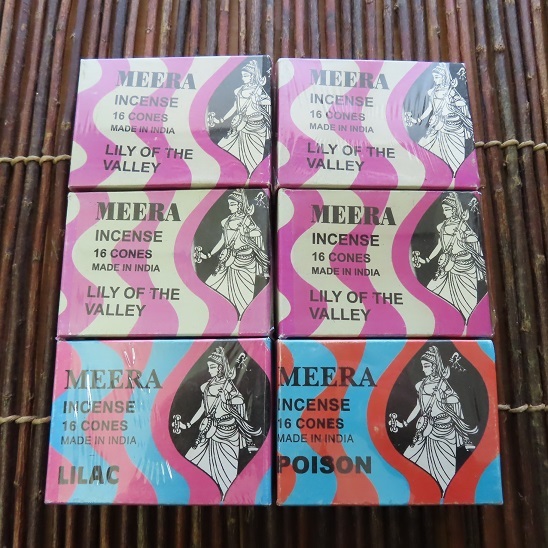 MEERA
INCENSE
16 CONES
MADE IN INDIA
LILY OF THE
VALLEY
MEERA
INCENSE
16 CONES
MADE IN INDIA
LILY OF THE
VALLEY
MEERA
INCENSE
16 CONES
MADE IN INDIA
LILY OF THE
VALLEY
MEERA
INCENSE
16 CONES
MADE IN INDIA
LILY OF THE
VALLEY
MEERA
INCENSE
16 CONES
MADE IN INDIA
LILAC
MEERA
INCENSE
16 CONES
MADE IN INDIA
POISON